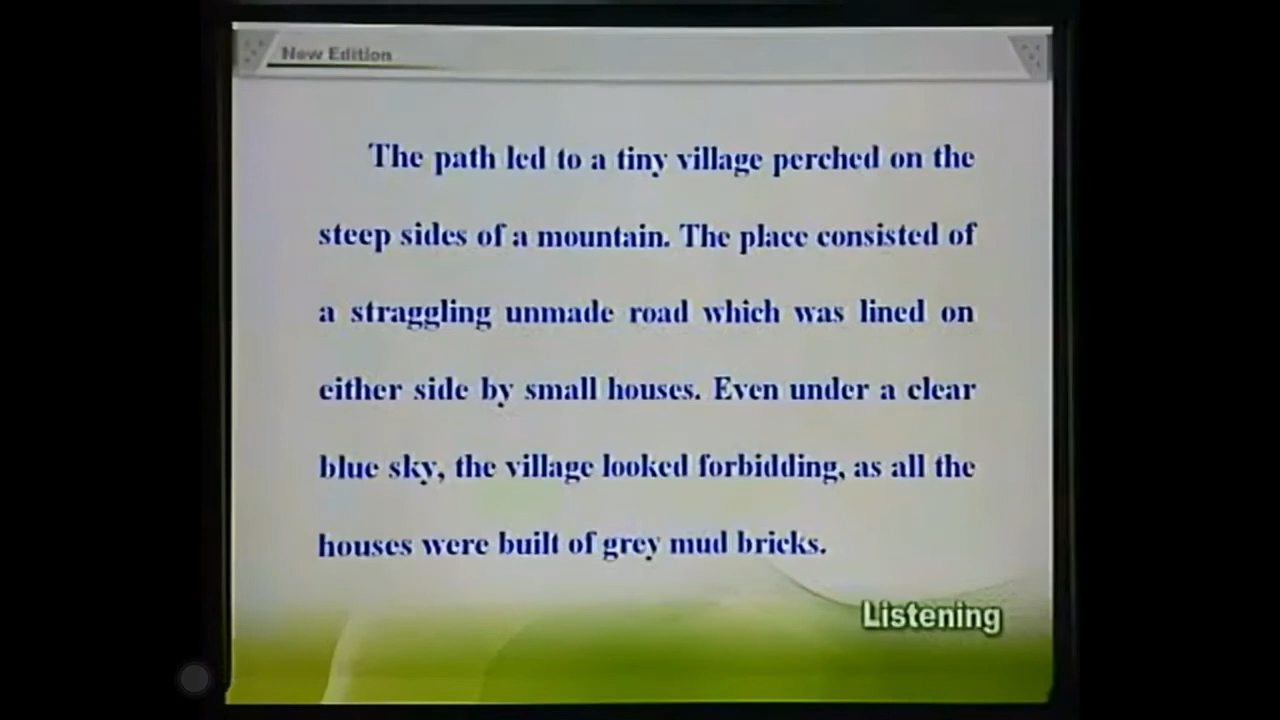 New Edition
The path led to a tiny village perched on the
steep sides of a mountain. The place consisted of
a straggling unmade road which was lined on
either side by small houses. Even under a clear
blue sky, the village looked forbidding, as all the
houses were built of grey mud bricks.
Listening